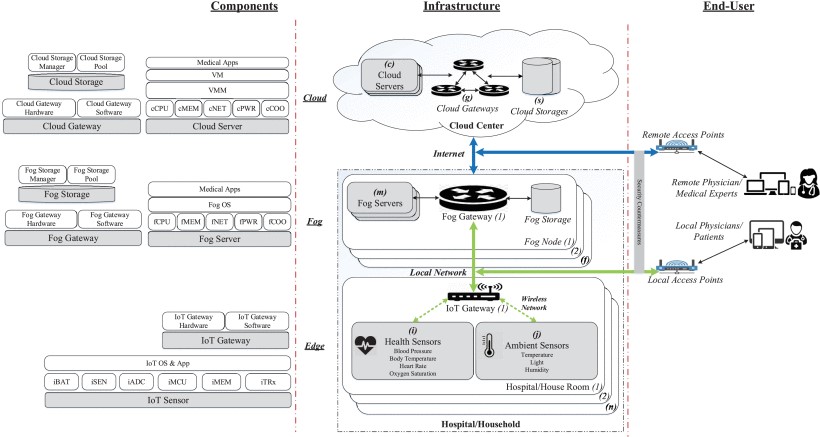 Components
Infrastructure
End-User
Cloud Storage
Manager
Cloud Storage
Pool
Cloud Storage
Cloud Gateway
Hardware
Cloud Gateway
Software
Cloud Gateway
Medical Apps
VM
VMM
cCPU
cMEM
cNET
cPWR
cCOO
Cloud Server
Cloud
(c)
Cloud
Servers
(g)
Cloud Gateways
(s)
Cloud Storages
Cloud Center
Internet
Remote Access Points
Remote Physician/
Medical Experts
Security Countermeasures
Fog Storage
Manager
Fog Storage
Pool
Fog Storage
Fog Gateway
Hardware
Fog Gateway
Software
Fog Gateway
Medical Apps
Fog OS
fCPU
fMEM
fNET
fPWR
fCOO
Fog Server
Fog
(m)
Fog Servers
Fog Gateway (1)
Fog Storage
Fog Node (1)
(2)
(f)
Local Network
Local Physicians/
Patients
Local Access Points
IoT Gateway
Hardware
IoT Gateway
Software
IoT Gateway
IoT OS & App
iBAT
iSEN
iADC
iMCU
iMEM
iTRx
IoT Sensor
Edge
IoT Gateway (1)
Wireless
Network
(i)
Health Sensors
Blood Pressure
Body Temperature
Heart Rate
Oxygen Saturation
(j)
Ambient Sensors
Temperature
Light
Humidity
Hospital/House Room (1)
(2)
(n)
Hospital/Household